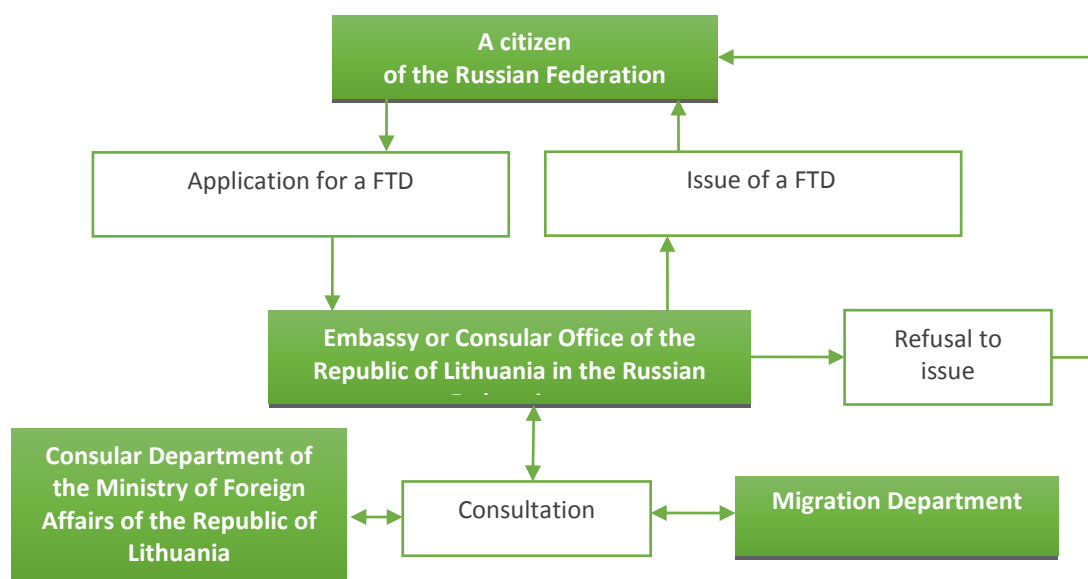 A citizen
of the Russian Federation
Application for a FTD
Issue of a FTD
Embassy or Consular Office of the
Republic of Lithuania in the Russian
Refusal to
issue
Consular Department of
the Ministry of Foreign
Affairs of the Republic of
Lithuania
Consultation
Migration Department